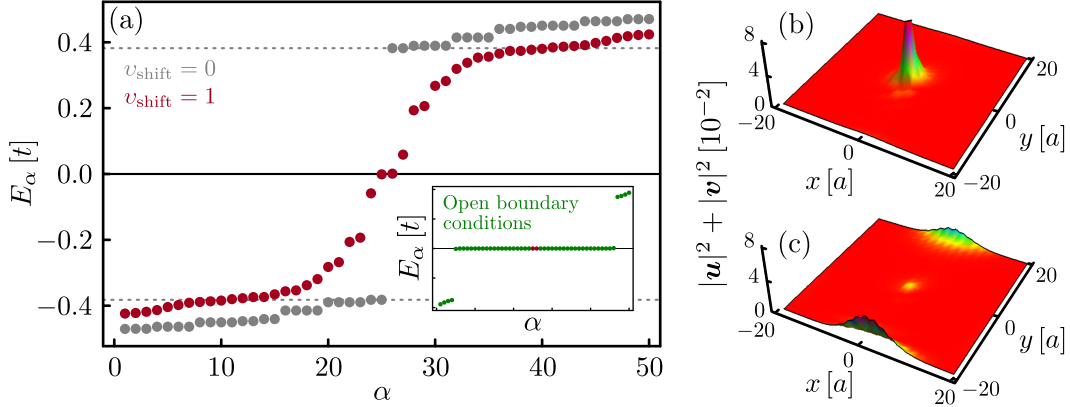 (a)
0.4
0.2
0.0
−0.2
−0.4
E_α [t]
υ_shift = 0
υ_shift = 1
0
10
20
30
40
50
α
Open boundary
conditions
E_α [t]
α
|u|² + |v|² [10⁻²]
(b)
8
4
0
−20
0
20
x [a]
20
0
−20
y [a]
(c)
8
4
0
−20
0
20
x [a]
20
0
−20
y [a]